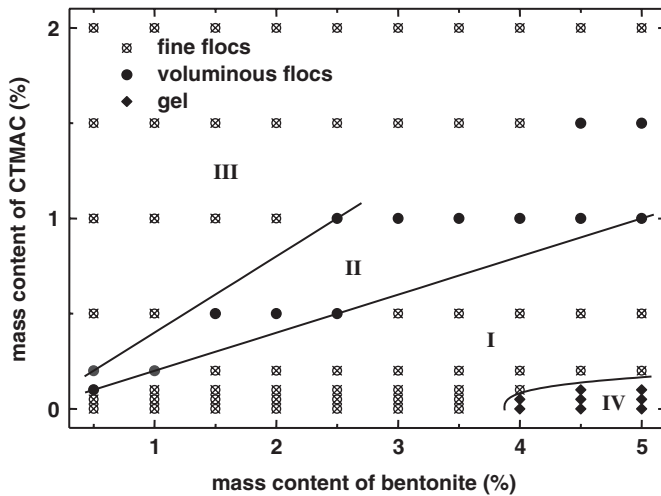 2
fine flocs
voluminous flocs
gel
III
1
II
I
IV
0
1
2
3
4
5
mass content of CTMAC (%)
mass content of bentonite (%)